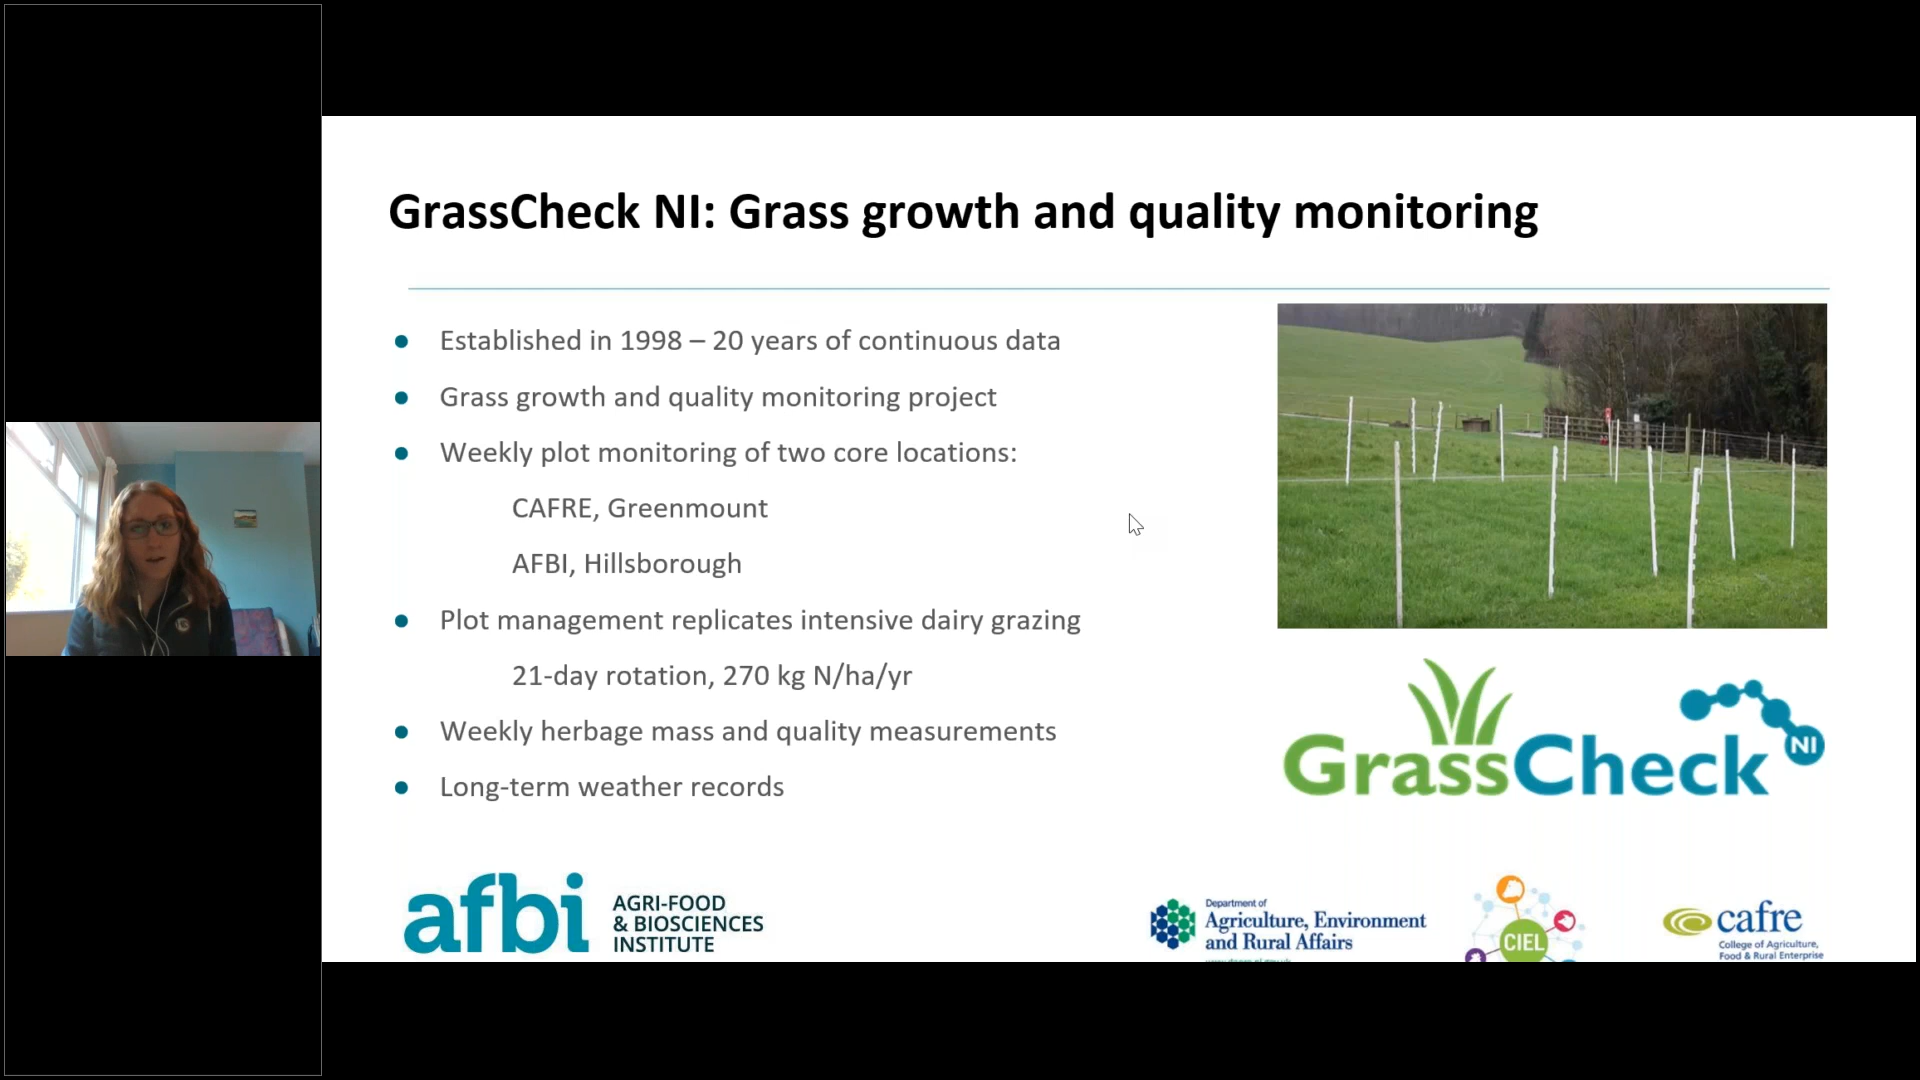 GrassCheck NI: Grass growth and quality monitoring
Established in 1998 – 20 years of continuous data
Grass growth and quality monitoring project
Weekly plot monitoring of two core locations:
CAFRE, Greenmount
AFBI, Hillsborough
Plot management replicates intensive dairy grazing
21-day rotation, 270 kg N/ha/yr
Weekly herbage mass and quality measurements
Long-term weather records
GrassCheck NI
afbi
AGRI-FOOD
& BIOSCIENCES
INSTITUTE
Department of
Agriculture, Environment
and Rural Affairs
CIEL
cafre
College of Agriculture,
Food & Rural Enterprise